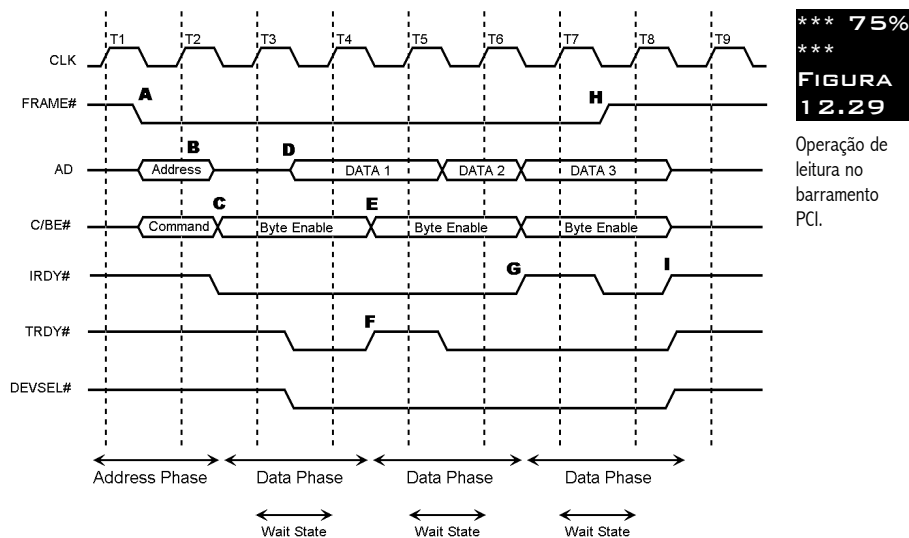 T1 T2 T3 T4 T5 T6 T7 T8 T9
CLK
FRAME# A H
AD B D Address DATA 1 DATA 2 DATA 3
C/BE# C E Command Byte Enable Byte Enable Byte Enable
IRDY# G I
TRDY# F
DEVSEL#
Address Phase Data Phase Data Phase Data Phase
Wait State Wait State Wait State
*** 75%
***
FIGURA
12.29
Operação de
leitura no
barramento
PCI.